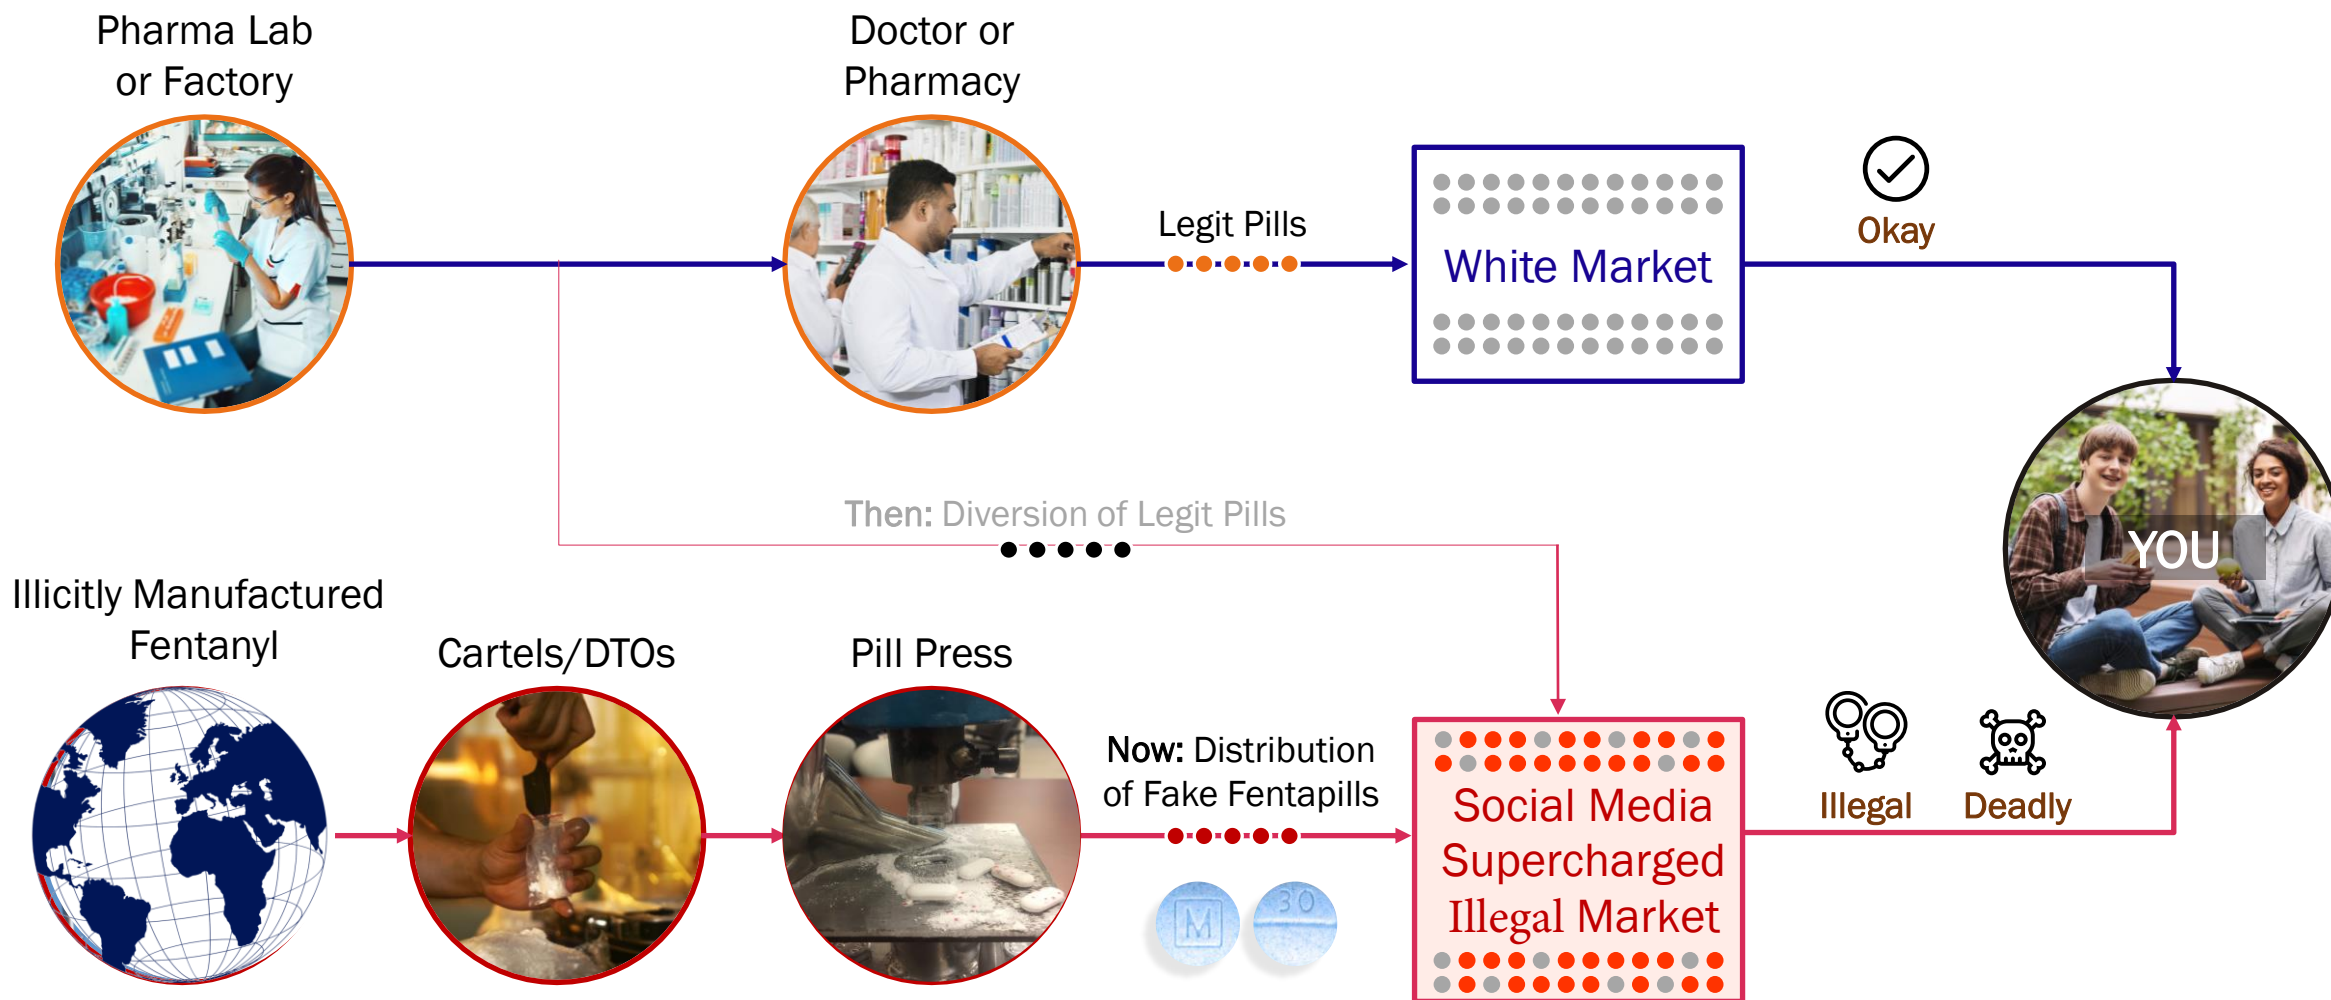 Pharma Lab
or Factory
Doctor or
Pharmacy
Legit Pills
White Market
Okay
Then: Diversion of Legit Pills
YOU
Illicitly Manufactured
Fentanyl
Cartels/DTOs
Pill Press
Now: Distribution
of Fake Fentapills
M
30
Social Media
Supercharged
Illegal Market
Illegal
Deadly